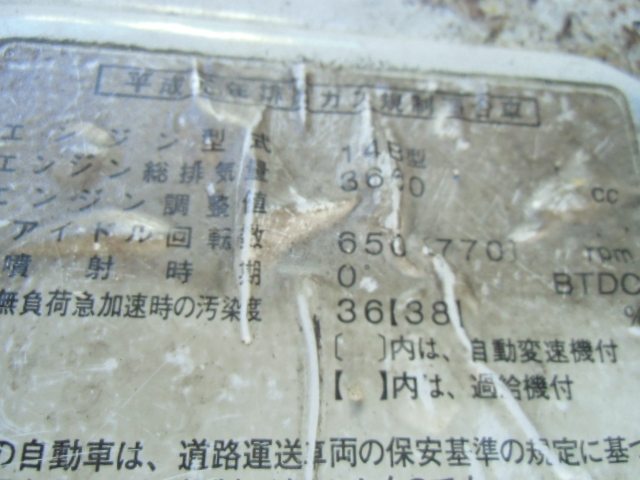 平成元年排出ガス規制適合車
エンジン型式 14B型
エンジン総排気量 3660 cc
エンジン調整値
アイドル回転数 650〔770〕 rpm
噴射時期 0° BTDC
無負荷急加速時の汚染度 36【38】 %
〔 〕内は、自動変速機付
【 】内は、過給機付
の自動車は、道路運送車両の保安基準の規定に基づ